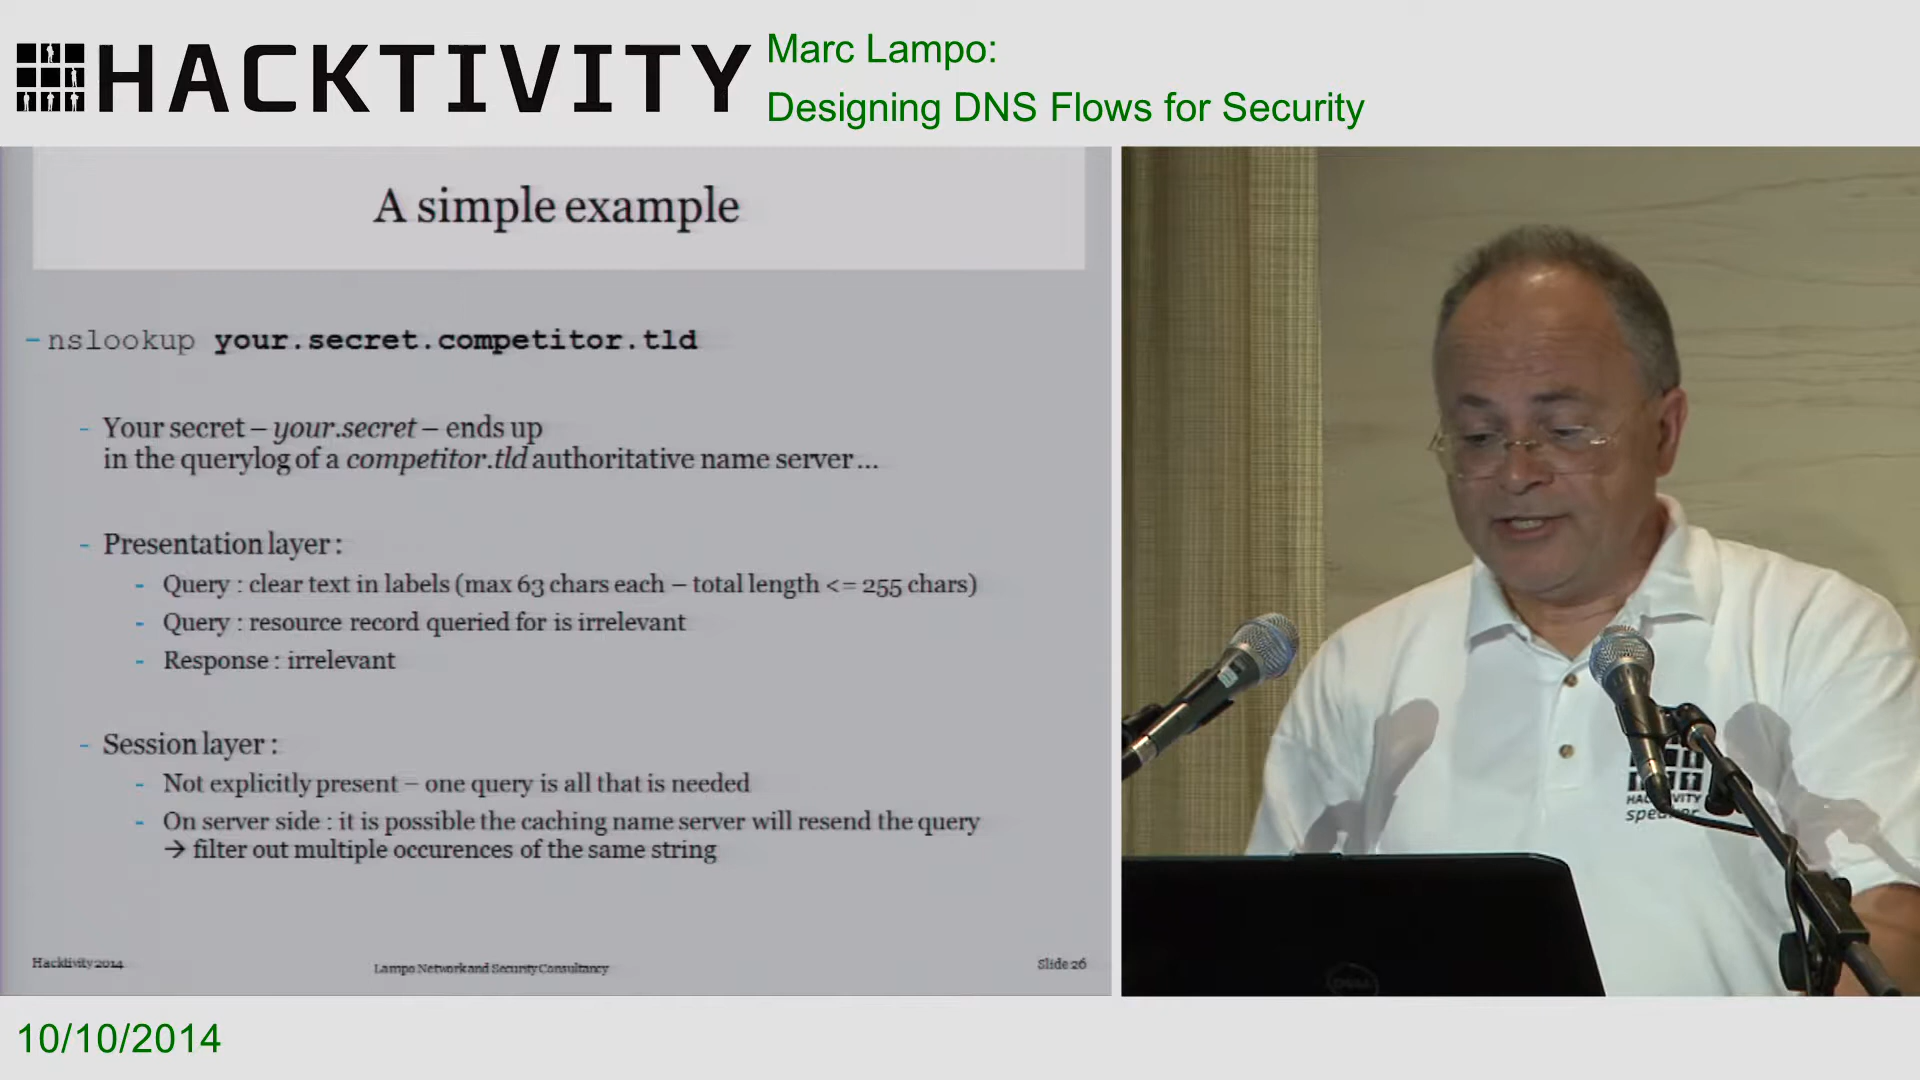 HACKTIVITY
Marc Lampo:
Designing DNS Flows for Security
A simple example
- nslookup your.secret.competitor.tld
- Your secret – your.secret – ends up
in the querylog of a competitor.tld authoritative name server...
- Presentation layer :
- Query : clear text in labels (max 63 chars each – total length <= 255 chars)
- Query : resource record queried for is irrelevant
- Response : irrelevant
- Session layer :
- Not explicitly present – one query is all that is needed
- On server side : it is possible the caching name server will resend the query
→ filter out multiple occurences of the same string
Hacktivity 2014
Lampo Network and Security Consultancy
Slide 26
HACKTIVITY
speaker
DELL
10/10/2014